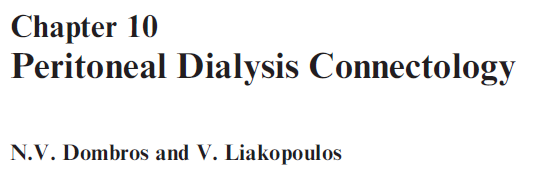 Chapter 10
Peritoneal Dialysis Connectology
N.V. Dombros and V. Liakopoulos